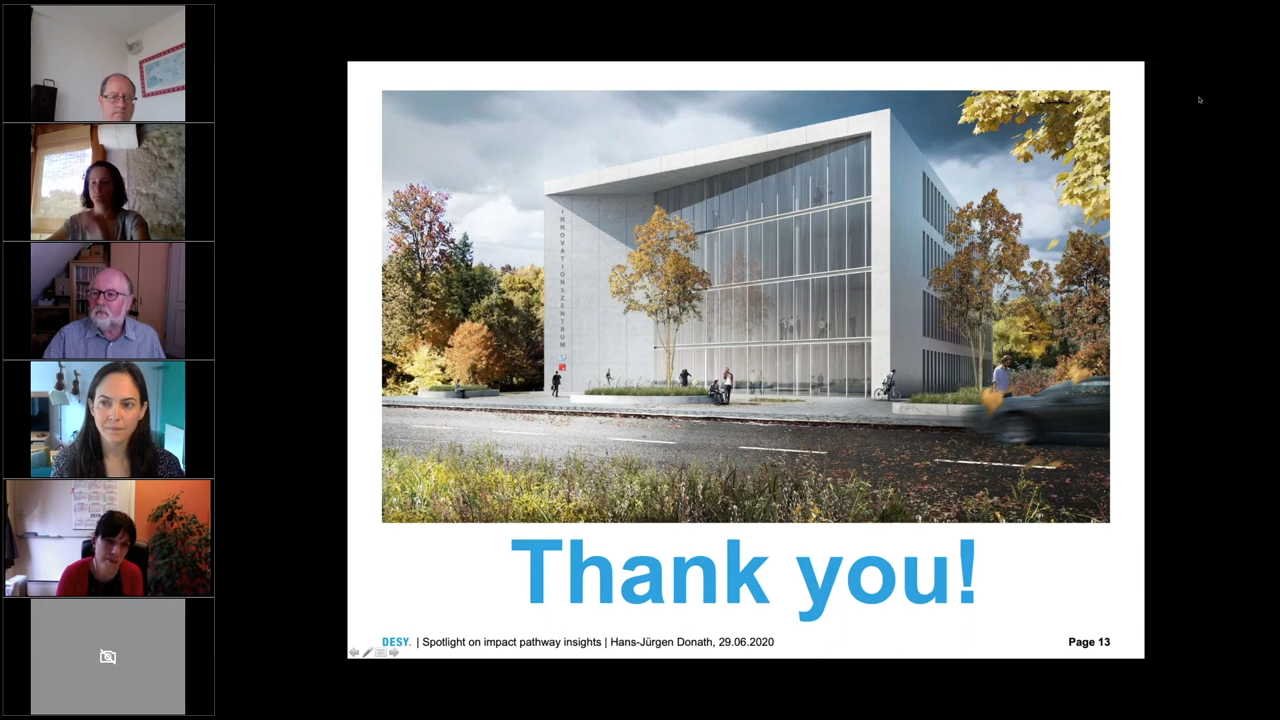 INNOVATIONSZENTRUM
Thank you!
DESY. | Spotlight on impact pathway insights | Hans-Jürgen Donath, 29.06.2020
Page 13